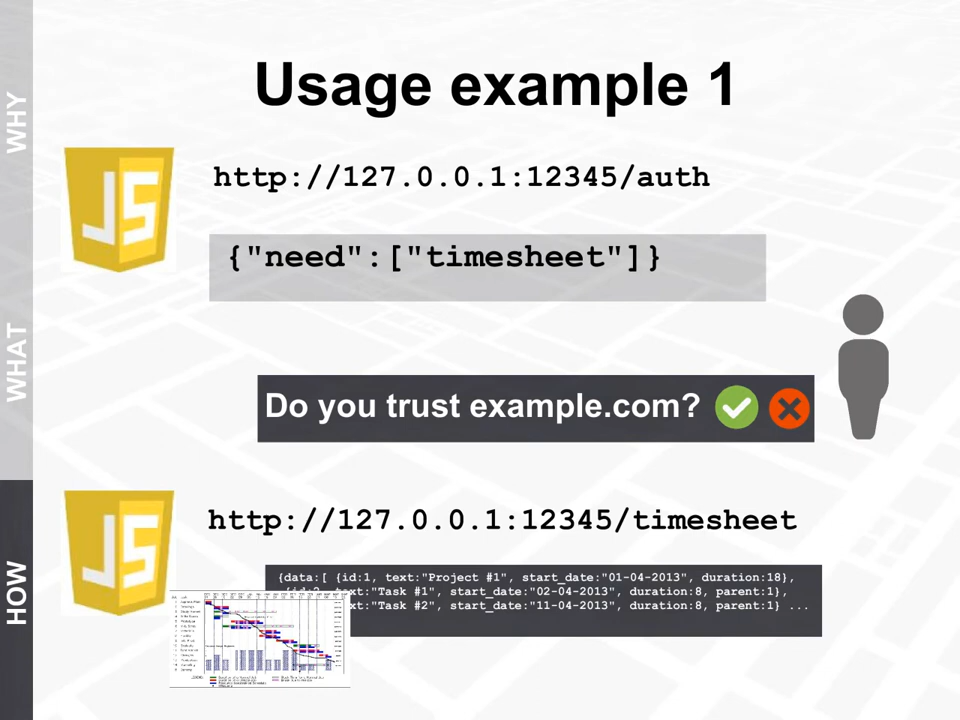 Usage example 1
WHY
WHAT
HOW
JS
http://127.0.0.1:12345/auth
{"need":["timesheet"]}
Do you trust example.com?
JS
http://127.0.0.1:12345/timesheet
{data:[ {id:1, text:"Project #1", start_date:"01-04-2013", duration:18},
"Task #1", start_date:"02-04-2013", duration:8, parent:1},
"Task #2", start_date:"11-04-2013", duration:8, parent:1} ...